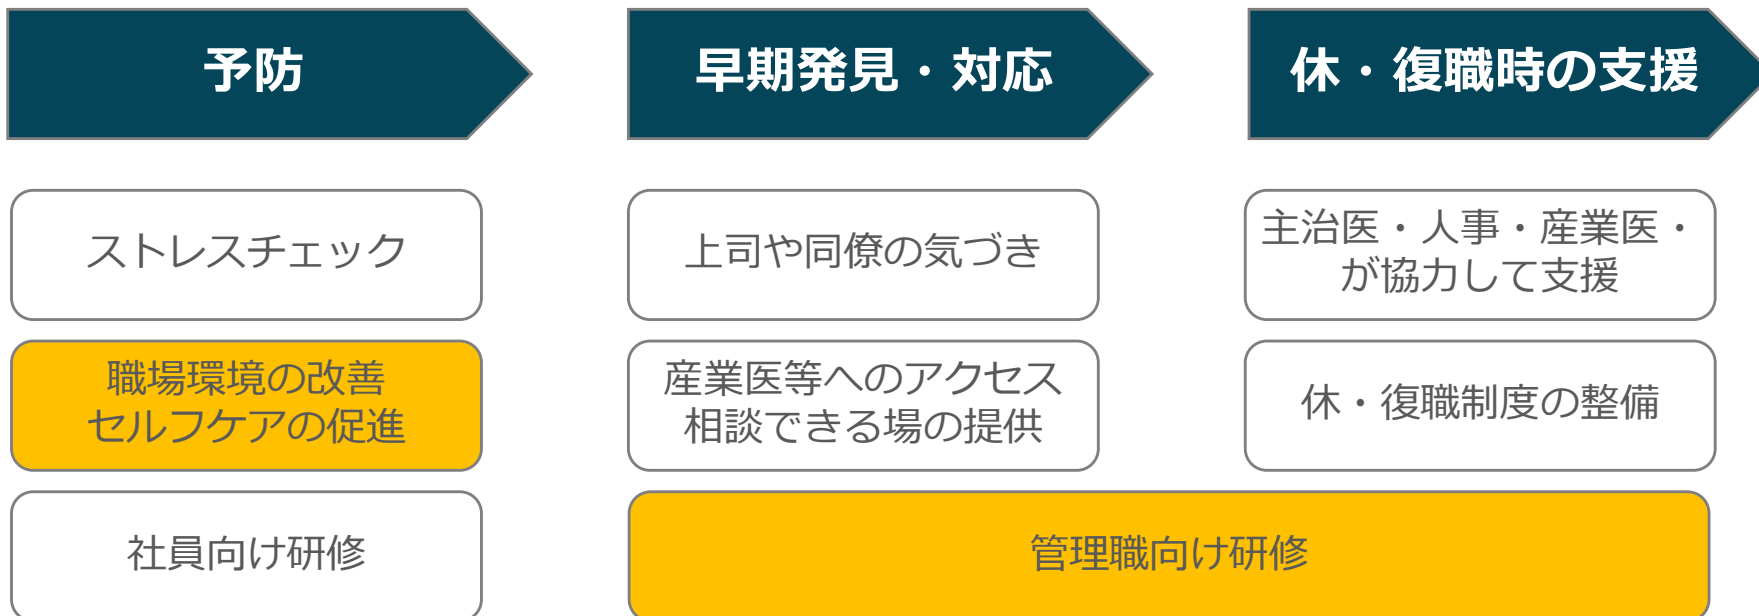 予防
早期発見・対応
休・復職時の支援
ストレスチェック
上司や同僚の気づき
主治医・人事・産業医・
が協力して支援
職場環境の改善
セルフケアの促進
産業医等へのアクセス
相談できる場の提供
休・復職制度の整備
社員向け研修
管理職向け研修